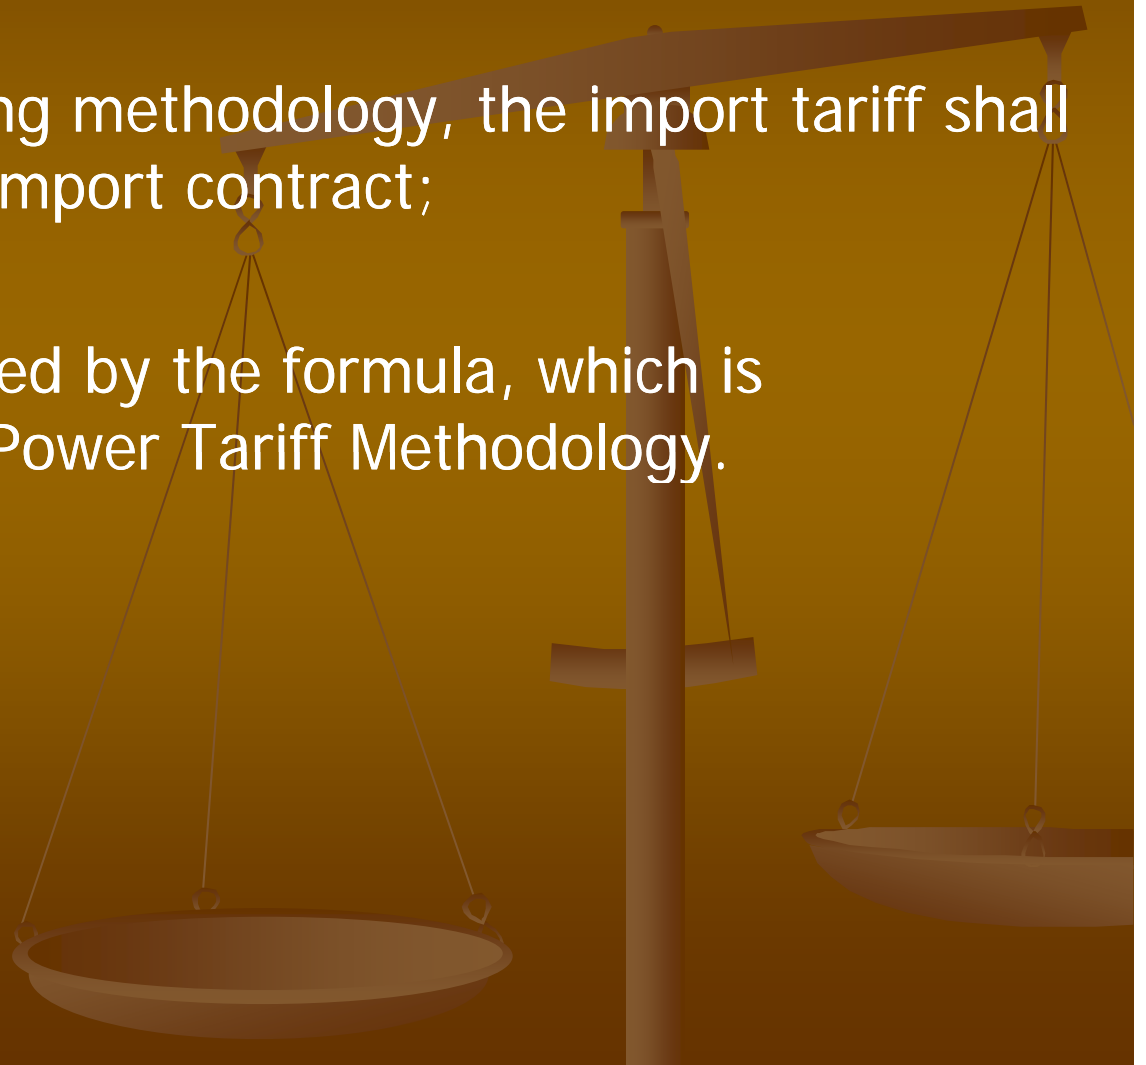 ng methodology, the import tariff shall
mport contract;
ed by the formula, which is
Power Tariff Methodology.